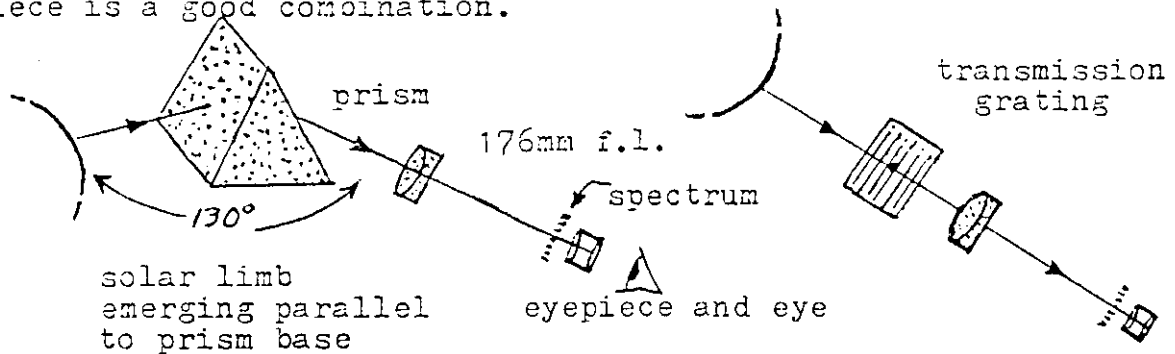 iece is a good combination.
transmission
grating
prism
176mm f.l.
spectrum
130°
solar limb
emerging parallel
to prism base
eyepiece and eye